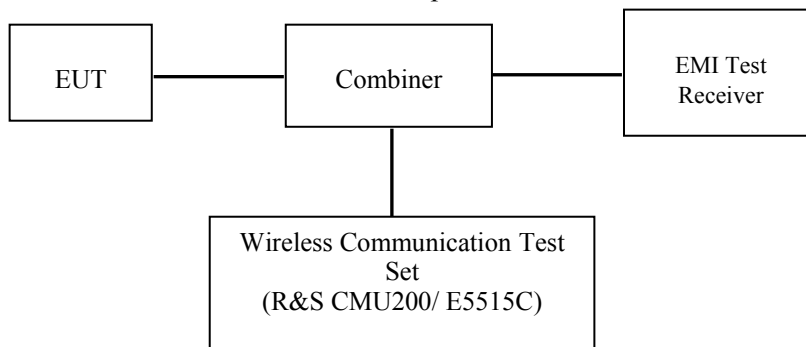 EUT
Combiner
EMI Test
Receiver
Wireless Communication Test
Set
(R&S CMU200/ E5515C)